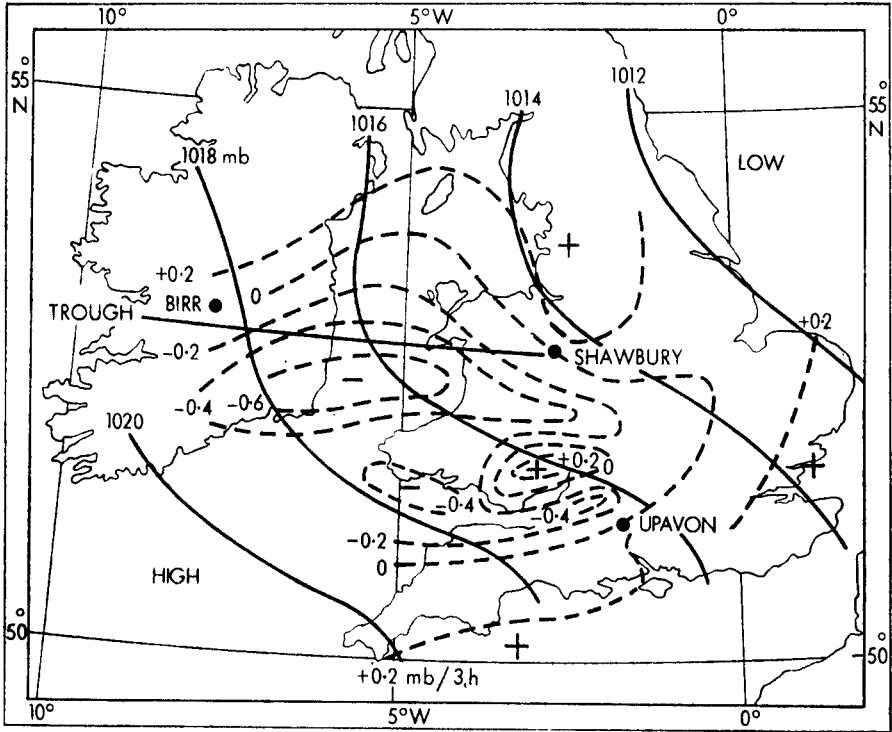 10° 5°W 0°
55° N
55° N
1012
1014
1016
1018 mb
LOW
+
+0·2
0
BIRR
TROUGH
+0·2
SHAWBURY
−0·2
−
−0·4 −0·6
1020
+0·2 0
+
+
−
−0·4
−0·4
UPAVON
−0·2
0
HIGH
50°
+
50°
+0·2 mb/3h
10° 5°W 0°